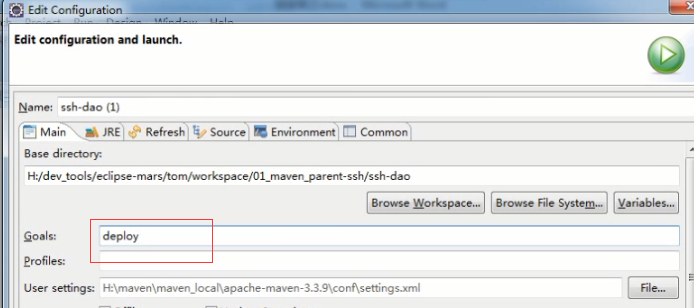 Edit Configuration
Edit configuration and launch.
Name: ssh-dao (1)
Main JRE Refresh Source Environment Common
Base directory:
H:/dev_tools/eclipse-mars/tom/workspace/01_maven_parent-ssh/ssh-dao
Browse Workspace... Browse File System... Variables...
Goals: deploy
Profiles:
User settings: H:\maven\maven_local\apache-maven-3.3.9\conf\settings.xml File...